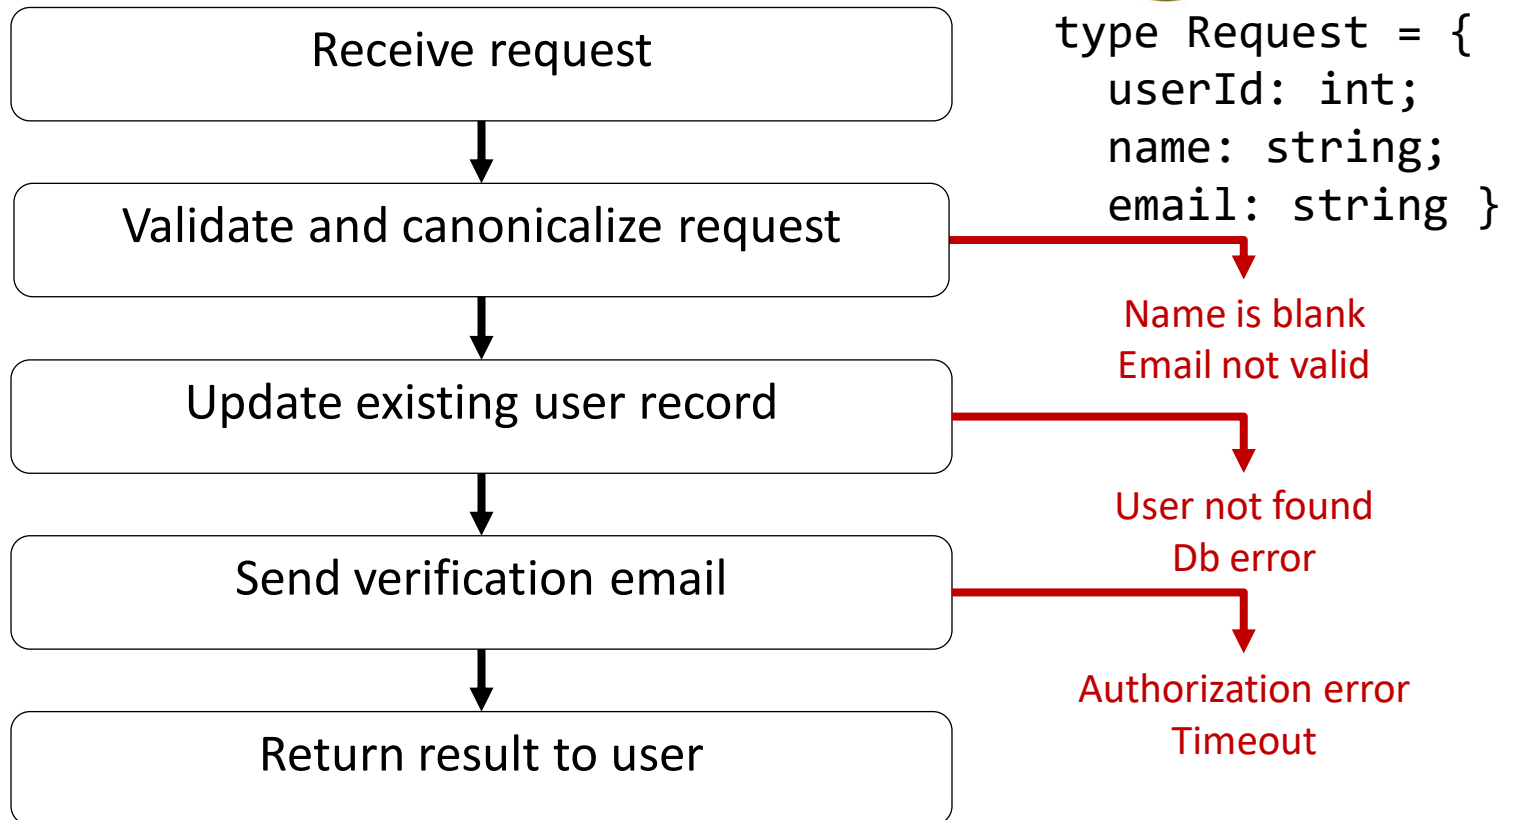 Receive request
type Request = {
userId: int;
name: string;
email: string }
Validate and canonicalize request
Name is blank
Email not valid
Update existing user record
User not found
Db error
Send verification email
Authorization error
Timeout
Return result to user